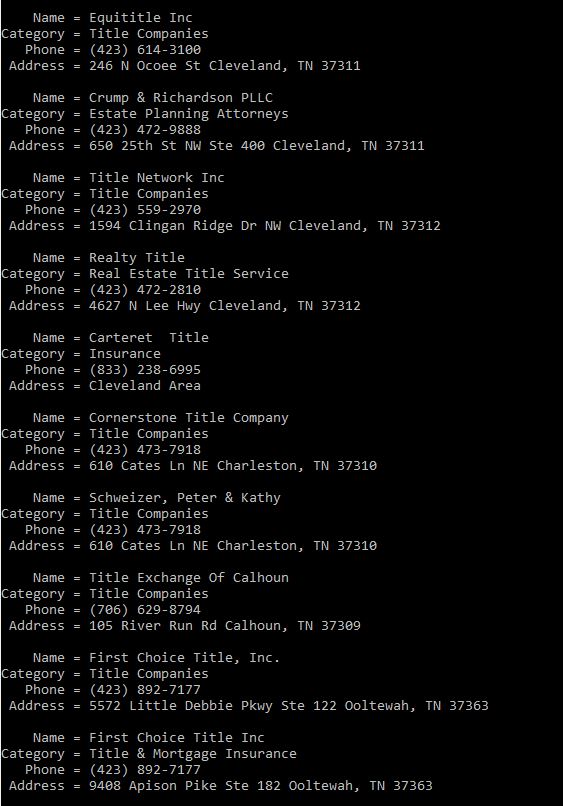 Name = Equititle Inc
Category = Title Companies
Phone = (423) 614-3100
Address = 246 N Ocoee St Cleveland, TN 37311
Name = Crump & Richardson PLLC
Category = Estate Planning Attorneys
Phone = (423) 472-9888
Address = 650 25th St NW Ste 400 Cleveland, TN 37311
Name = Title Network Inc
Category = Title Companies
Phone = (423) 559-2970
Address = 1594 Clingan Ridge Dr NW Cleveland, TN 37312
Name = Realty Title
Category = Real Estate Title Service
Phone = (423) 472-2810
Address = 4627 N Lee Hwy Cleveland, TN 37312
Name = Carteret  Title
Category = Insurance
Phone = (833) 238-6995
Address = Cleveland Area
Name = Cornerstone Title Company
Category = Title Companies
Phone = (423) 473-7918
Address = 610 Cates Ln NE Charleston, TN 37310
Name = Schweizer, Peter & Kathy
Category = Title Companies
Phone = (423) 473-7918
Address = 610 Cates Ln NE Charleston, TN 37310
Name = Title Exchange Of Calhoun
Category = Title Companies
Phone = (706) 629-8794
Address = 105 River Run Rd Calhoun, TN 37309
Name = First Choice Title, Inc.
Category = Title Companies
Phone = (423) 892-7177
Address = 5572 Little Debbie Pkwy Ste 122 Ooltewah, TN 37363
Name = First Choice Title Inc
Category = Title & Mortgage Insurance
Phone = (423) 892-7177
Address = 9408 Apison Pike Ste 182 Ooltewah, TN 37363